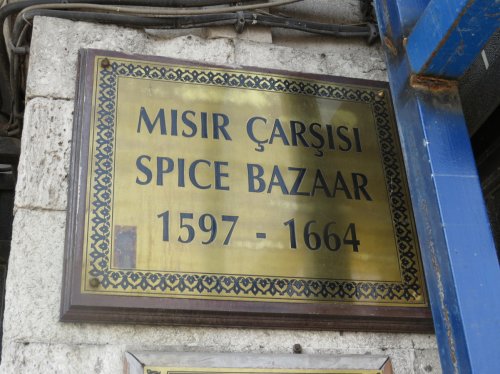 MISIR ÇARŞISI
SPICE BAZAAR
1597 - 1664